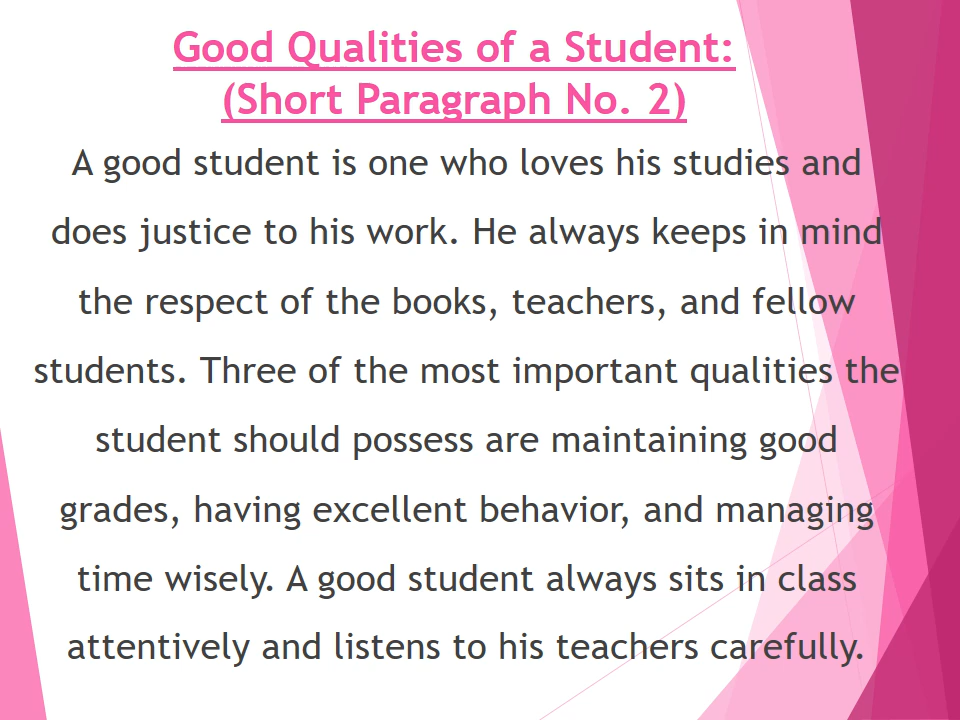 Good Qualities of a Student:
(Short Paragraph No. 2)
A good student is one who loves his studies and
does justice to his work. He always keeps in mind
the respect of the books, teachers, and fellow
students. Three of the most important qualities the
student should possess are maintaining good
grades, having excellent behavior, and managing
time wisely. A good student always sits in class
attentively and listens to his teachers carefully.